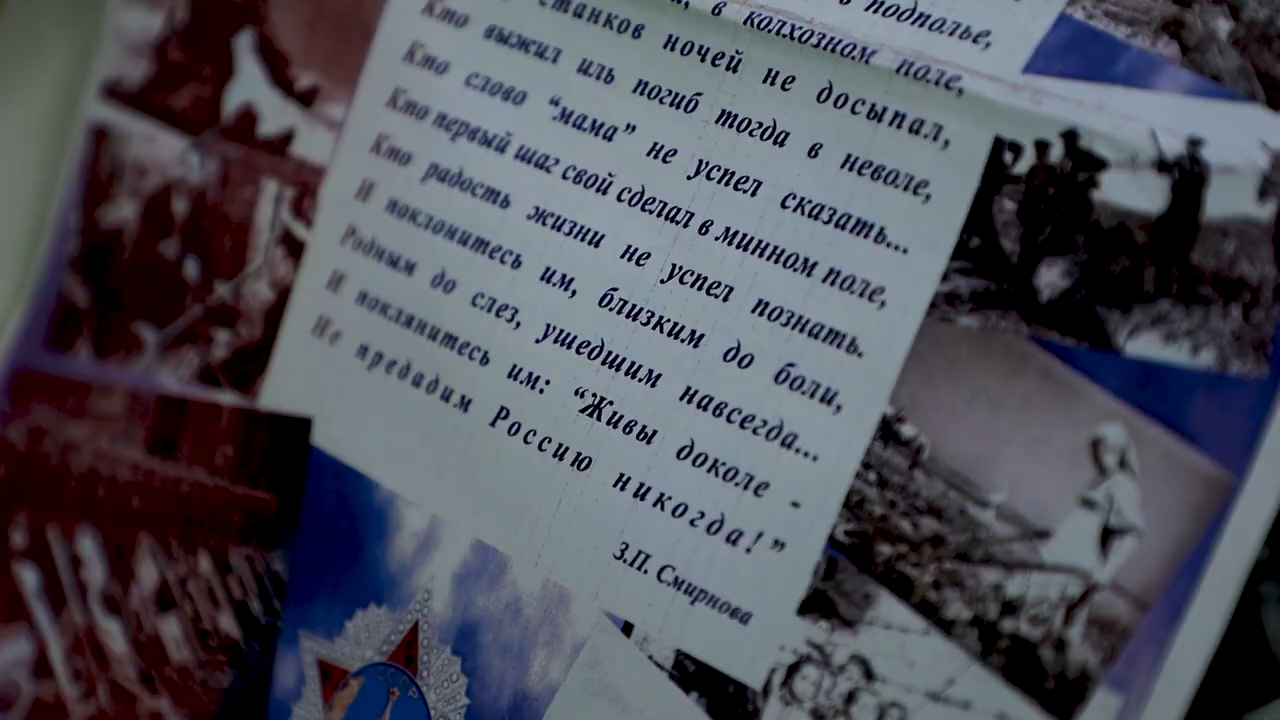 в подполье,
в колхозном поле,
станков ночей не досыпал,
Кто выжил иль погиб тогда в неволе,
Кто слово “мама” не успел сказать...
Кто первый шаг свой сделал в минном поле,
Кто радость жизни не успел познать.
И поклонитесь им, близким до боли,
Родным до слез, ушедшим навсегда...
И поклянитесь им: “Живы доколе -
Не предадим Россию никогда!”
З.П. Смирнова
СССР